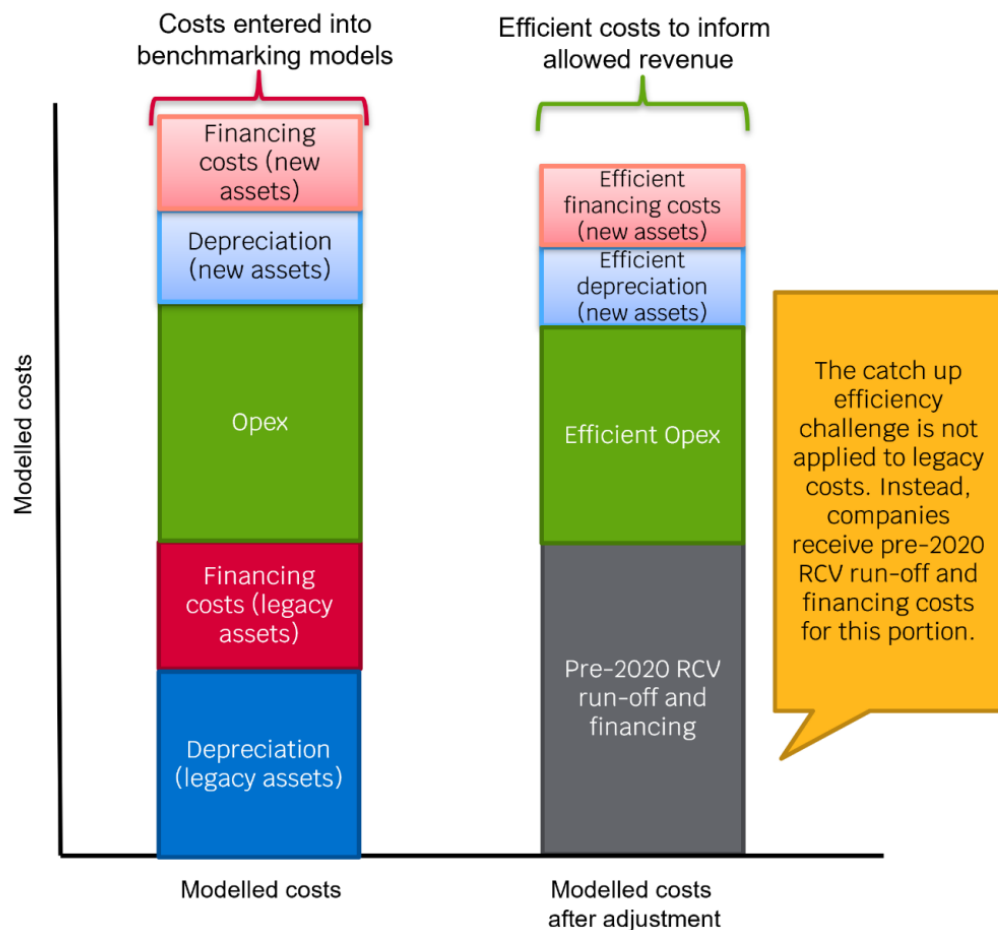 Costs entered into
benchmarking models
Efficient costs to inform
allowed revenue
Modelled costs
Financing
costs (new
assets)
Depreciation
(new assets)
Opex
Financing
costs (legacy
assets)
Depreciation
(legacy assets)
Efficient
financing costs
(new assets)
Efficient
depreciation
(new assets)
Efficient Opex
Pre-2020 RCV
run-off and
financing
The catch up
efficiency
challenge is not
applied to legacy
costs. Instead,
companies
receive pre-2020
RCV run-off and
financing costs
for this portion.
Modelled costs
Modelled costs
after adjustment